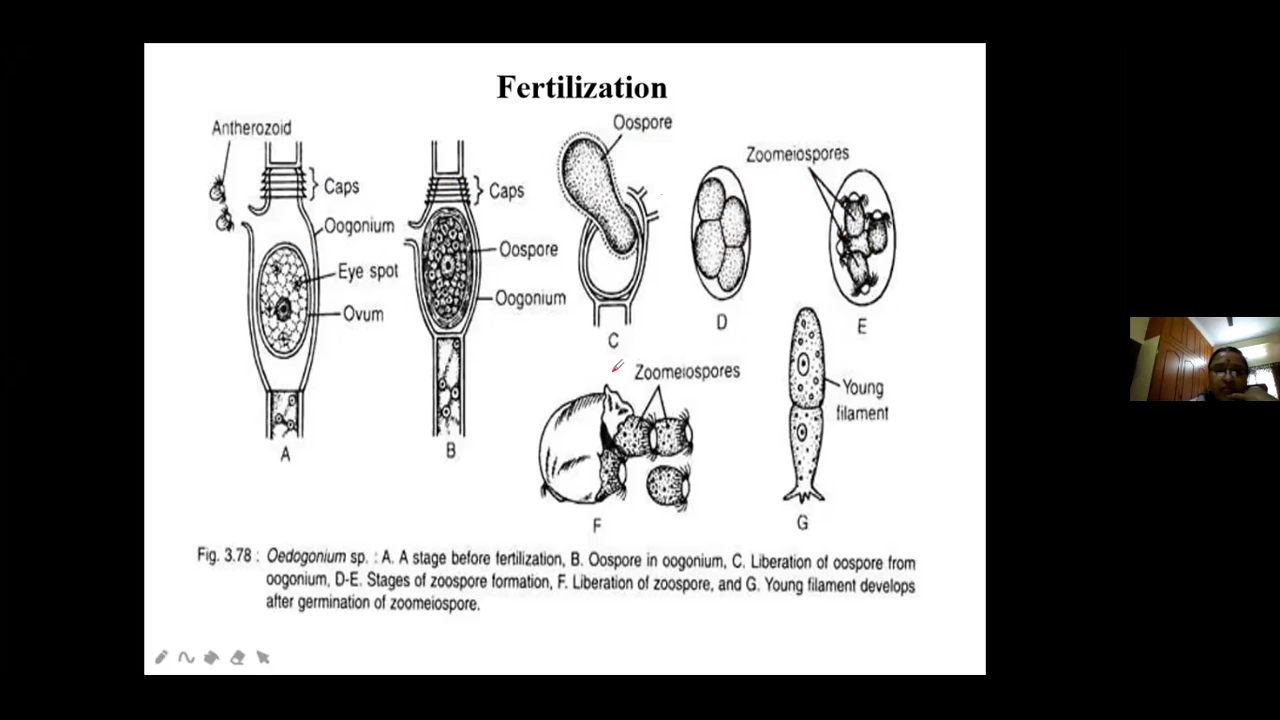 Fertilization
Antherozoid
Caps
Oogonium
Eye spot
Ovum
A
Caps
Oospore
Oogonium
B
Oospore
C
D
Zoomeiospores
E
Zoomeiospores
F
Young
filament
G
Fig. 3.78 : Oedogonium sp. : A. A stage before fertilization, B. Oospore in oogonium, C. Liberation of oospore from
oogonium, D-E. Stages of zoospore formation, F. Liberation of zoospore, and G. Young filament develops
after germination of zoomeiospore.